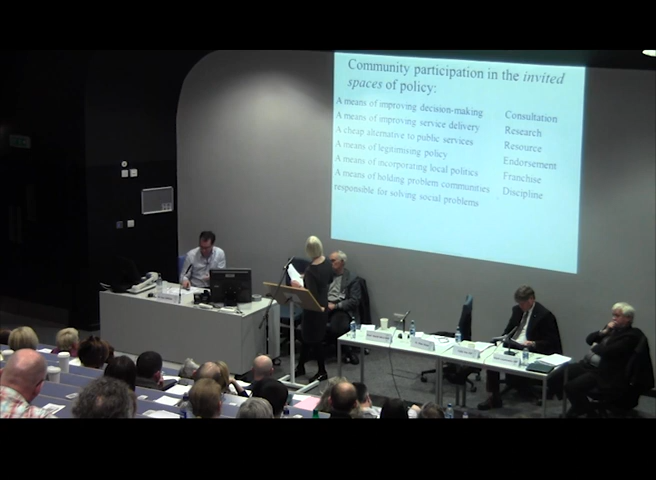 Community participation in the invited
spaces of policy:
A means of improving decision-making Consultation
A means of improving service delivery Research
A cheap alternative to public services Resource
A means of legitimising policy Endorsement
A means of incorporating local politics Franchise
A means of holding problem communities Discipline
responsible for solving social problems